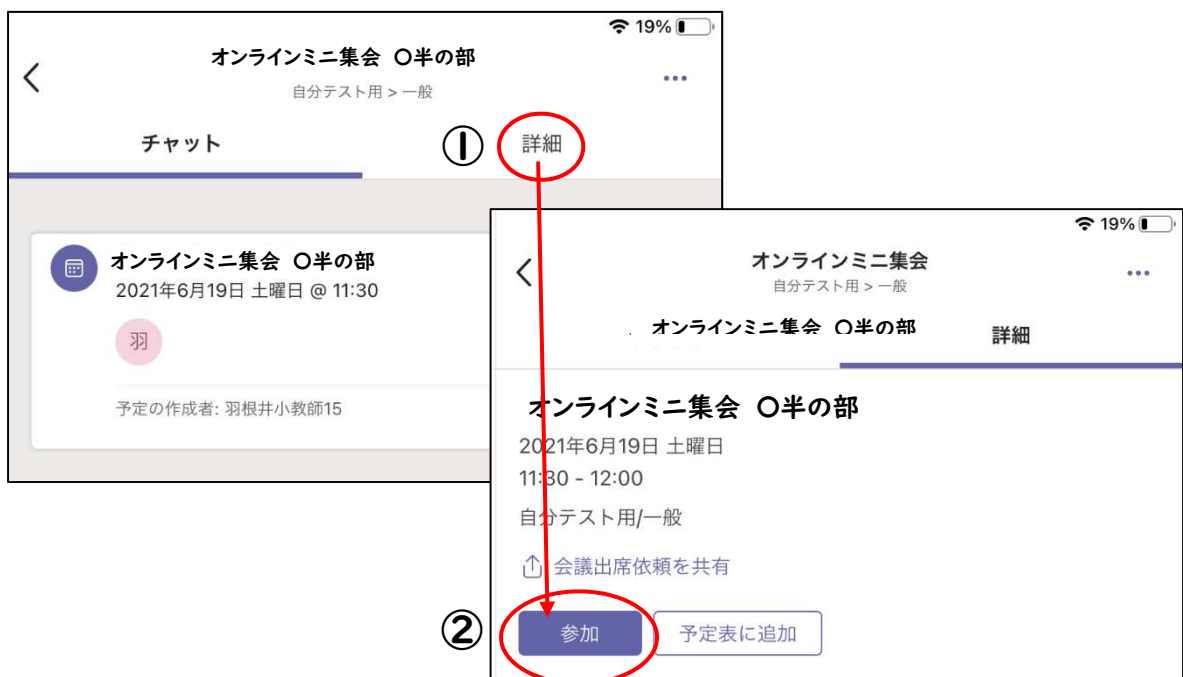 19%
オンラインミニ集会 〇半の部
自分テスト用 > 一般
チャット
① 詳細
オンラインミニ集会 〇半の部
2021年6月19日 土曜日 @ 11:30
羽
予定の作成者: 羽根井小教師15
19%
オンラインミニ集会
自分テスト用 > 一般
オンラインミニ集会 〇半の部 詳細
オンラインミニ集会 〇半の部
2021年6月19日 土曜日
11:30 - 12:00
自分テスト用/一般
会議出席依頼を共有
② 参加 予定表に追加